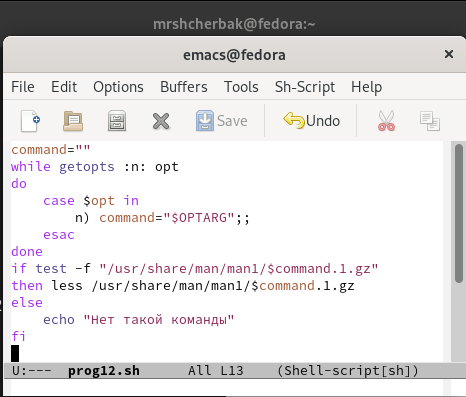 mrshcherbak@fedora:~
emacs@fedora
File Edit Options Buffers Tools Sh-Script Help
Save Undo
command=""
while getopts :n: opt
do
    case $opt in
        n) command="$OPTARG";;
    esac
done
if test -f "/usr/share/man/man1/$command.1.gz"
then less /usr/share/man/man1/$command.1.gz
else
    echo "Нет такой команды"
fi
U:--- prog12.sh All L13 (Shell-script[sh])